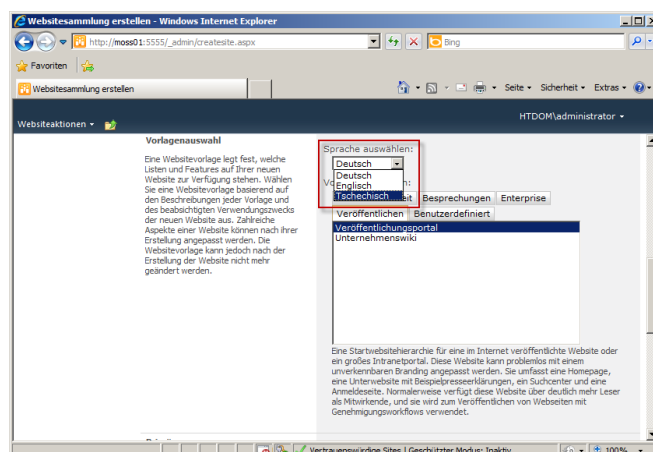 Websitesammlung erstellen - Windows Internet Explorer
http://moss01:5555/_admin/createsite.aspx
Bing
Favoriten
Websitesammlung erstellen
Seite
Sicherheit
Extras
Websiteaktionen
HTDOM\administrator
Vorlagenauswahl
Eine Websitevorlage legt fest, welche
Listen und Features auf Ihrer neuen
Website zur Verfügung stehen. Wählen
Sie eine Websitevorlage basierend auf
den Beschreibungen jeder Vorlage und
des beabsichtigten Verwendungszwecks
der neuen Website aus. Zahlreiche
Aspekte einer Website können nach ihrer
Erstellung angepasst werden. Die
Websitevorlage kann jedoch nach der
Erstellung der Website nicht mehr
geändert werden.
Sprache auswählen:
Deutsch
Deutsch
Englisch
Tschechisch
Besprechungen
Enterprise
Veröffentlichen
Benutzerdefiniert
Veröffentlichungsportal
Unternehmenswiki
Eine Startwebsitehierarchie für eine im Internet veröffentlichte Website oder
ein großes Intranetportal. Diese Website kann problemlos mit einem
unverkennbaren Branding angepasst werden. Sie umfasst eine Homepage,
eine Unterwebsite mit Beispielpresseerklärungen, ein Suchcenter und eine
Anmeldeseite. Normalerweise verfügt diese Website über deutlich mehr Leser
als Mitwirkende, und sie wird zum Veröffentlichen von Webseiten mit
Genehmigungsworkflows verwendet.
Vertrauenswürdige Sites | Geschützter Modus: Inaktiv
100%